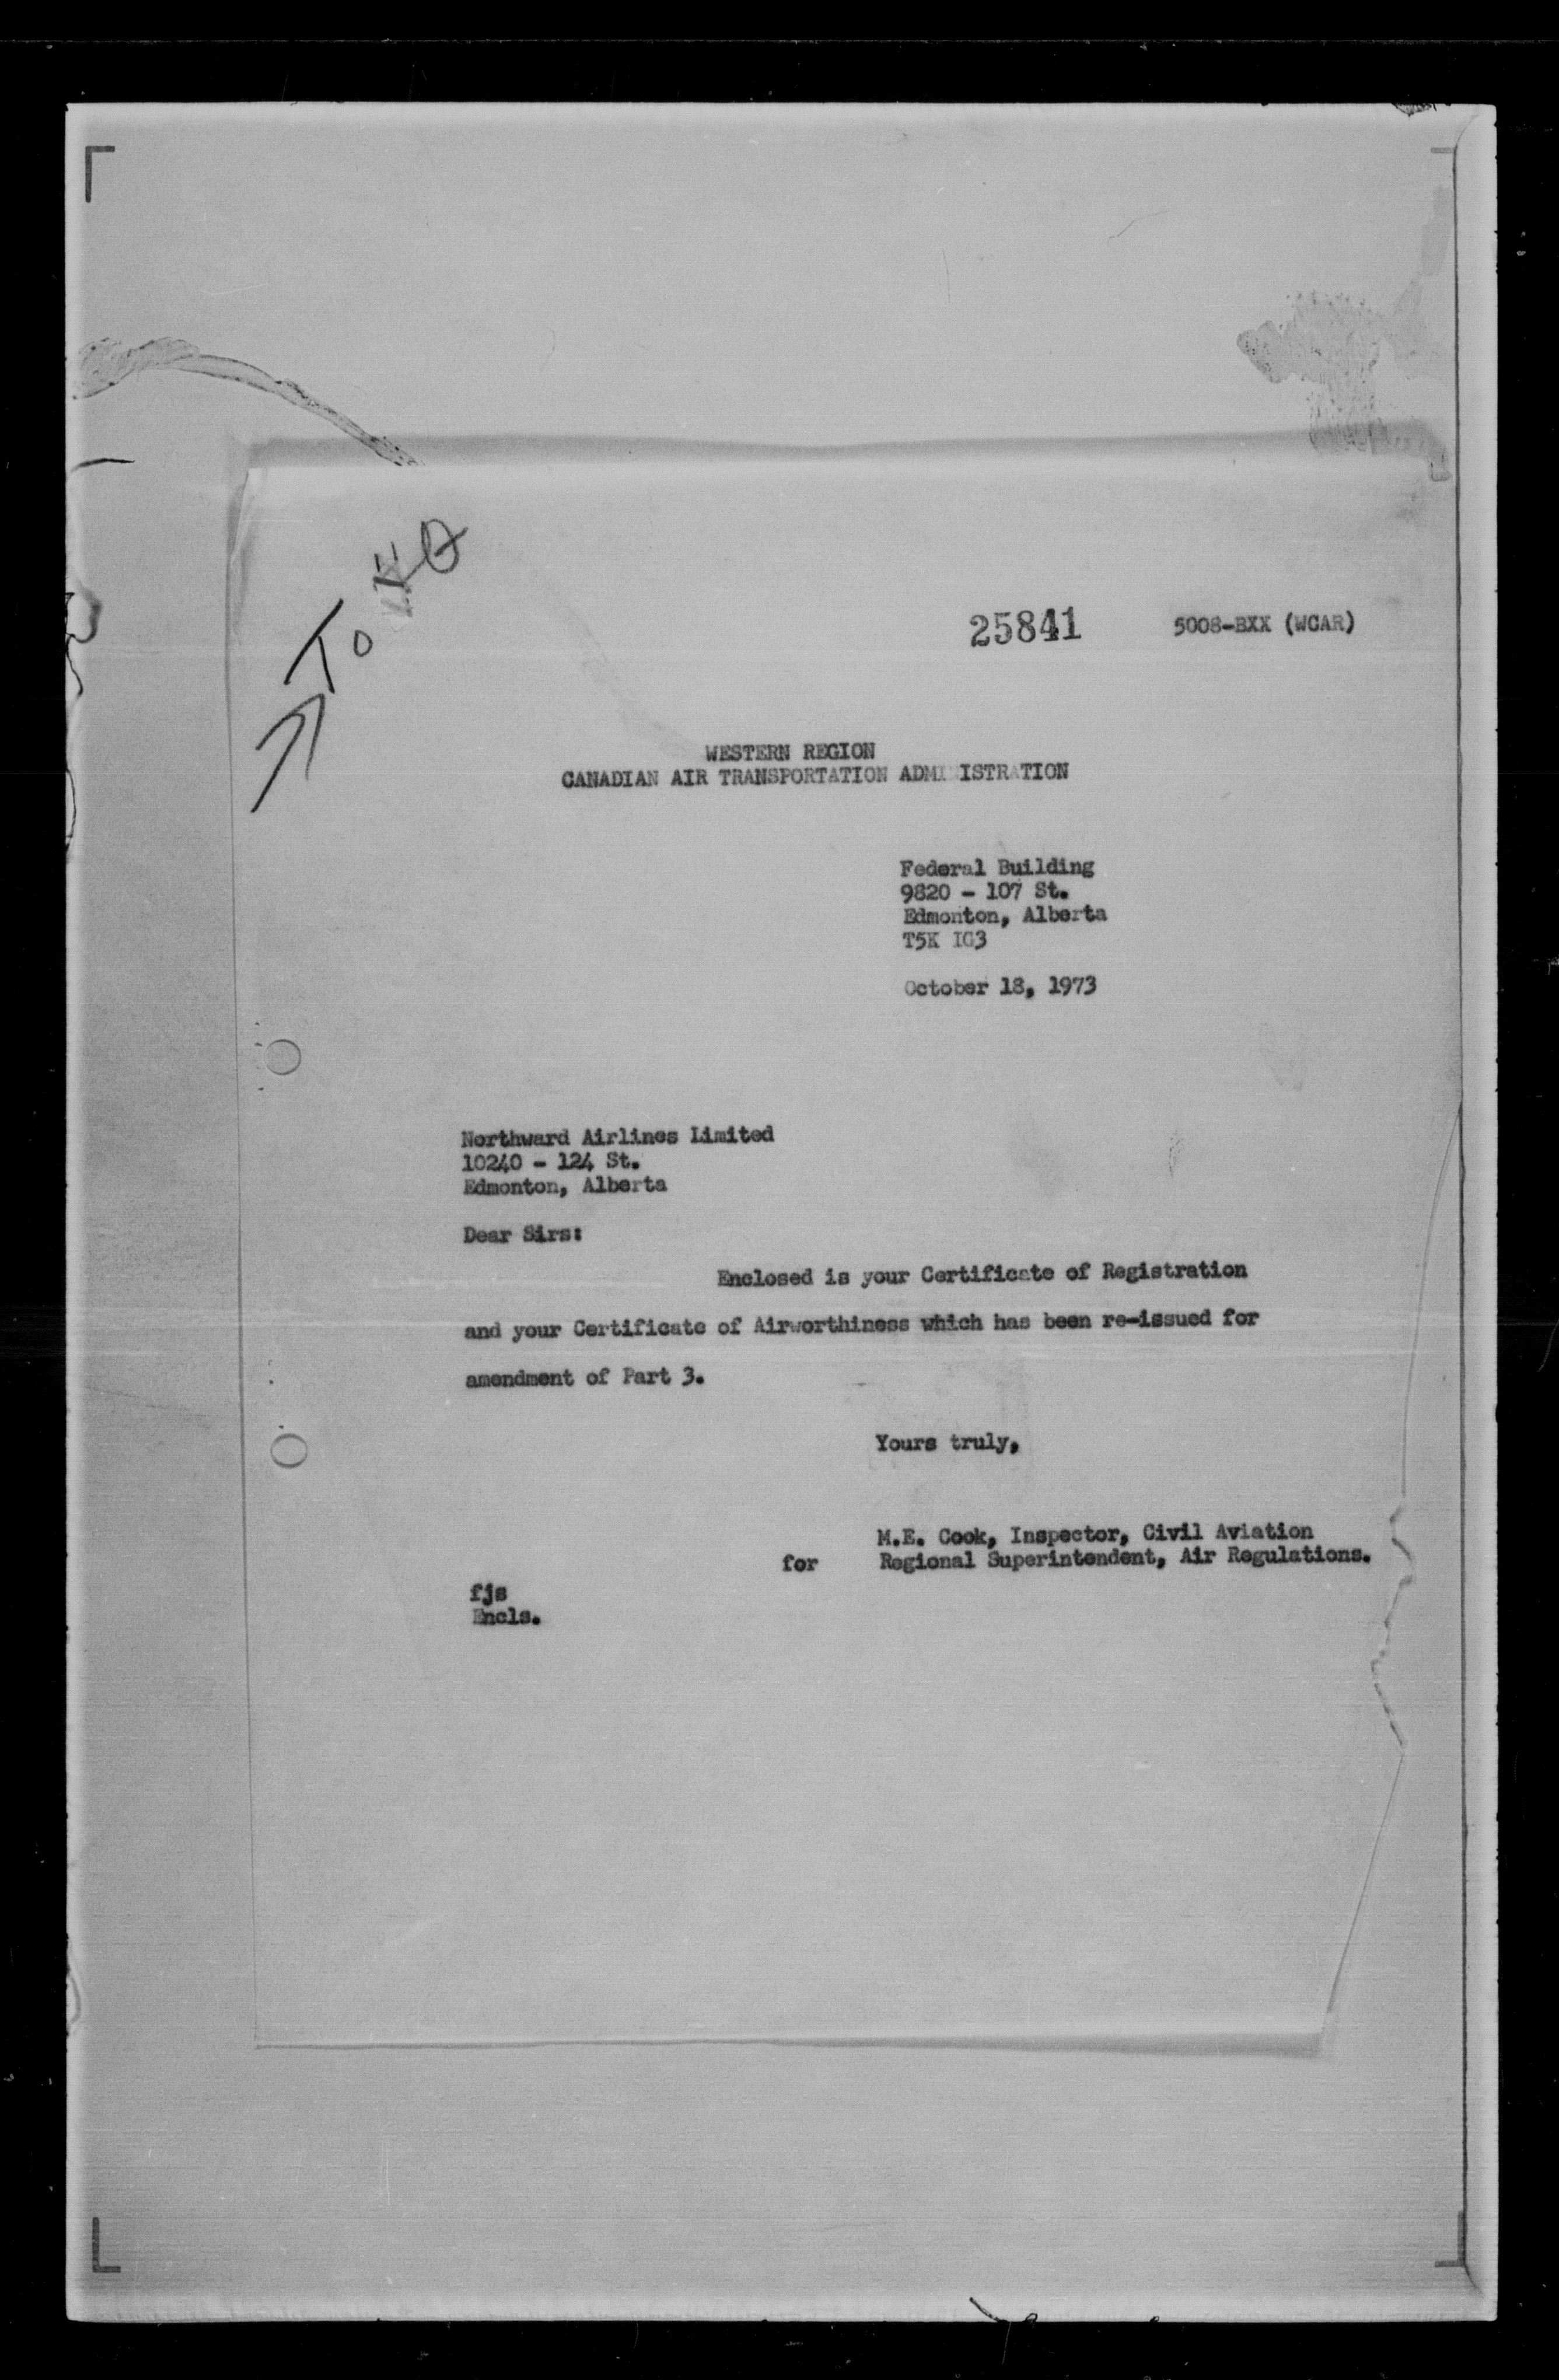 To HQ
25841 5008-BXX (WCAR)
WESTERN REGION
CANADIAN AIR TRANSPORTATION ADMINISTRATION
Federal Building
9820 - 107 St.
Edmonton, Alberta
T5K 1G3
October 18, 1973
Northward Airlines Limited
10240 - 124 St.
Edmonton, Alberta
Dear Sirs:
Enclosed is your Certificate of Registration
and your Certificate of Airworthiness which has been re-issued for
amendment of Part 3.
Yours truly,
M.E. Cook, Inspector, Civil Aviation
for Regional Superintendent, Air Regulations.
fjs
Encls.